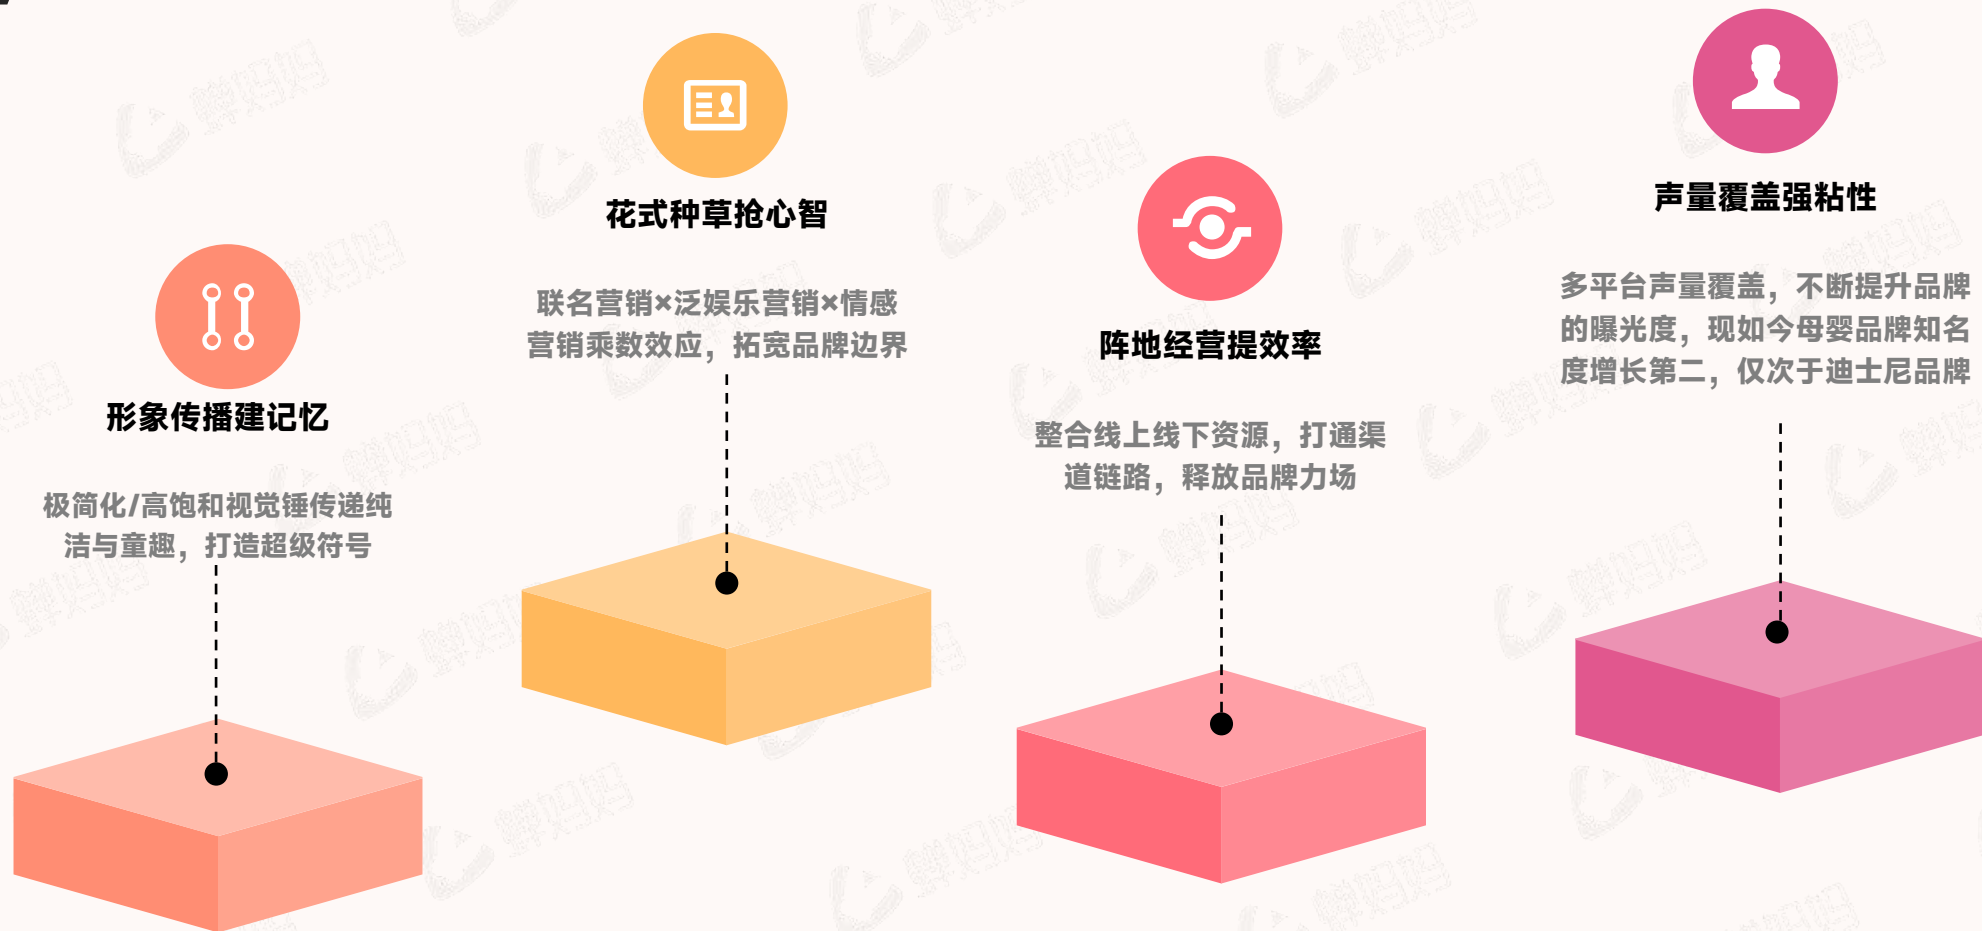 形象传播建记忆
极简化/高饱和视觉锤传递纯
洁与童趣，打造超级符号
花式种草抢心智
联名营销×泛娱乐营销×情感
营销乘数效应，拓宽品牌边界
阵地经营提效率
整合线上线下资源，打通渠
道链路，释放品牌力场
声量覆盖强粘性
多平台声量覆盖，不断提升品牌
的曝光度，现如今母婴品牌知名
度增长第二，仅次于迪士尼品牌
蝉妈妈